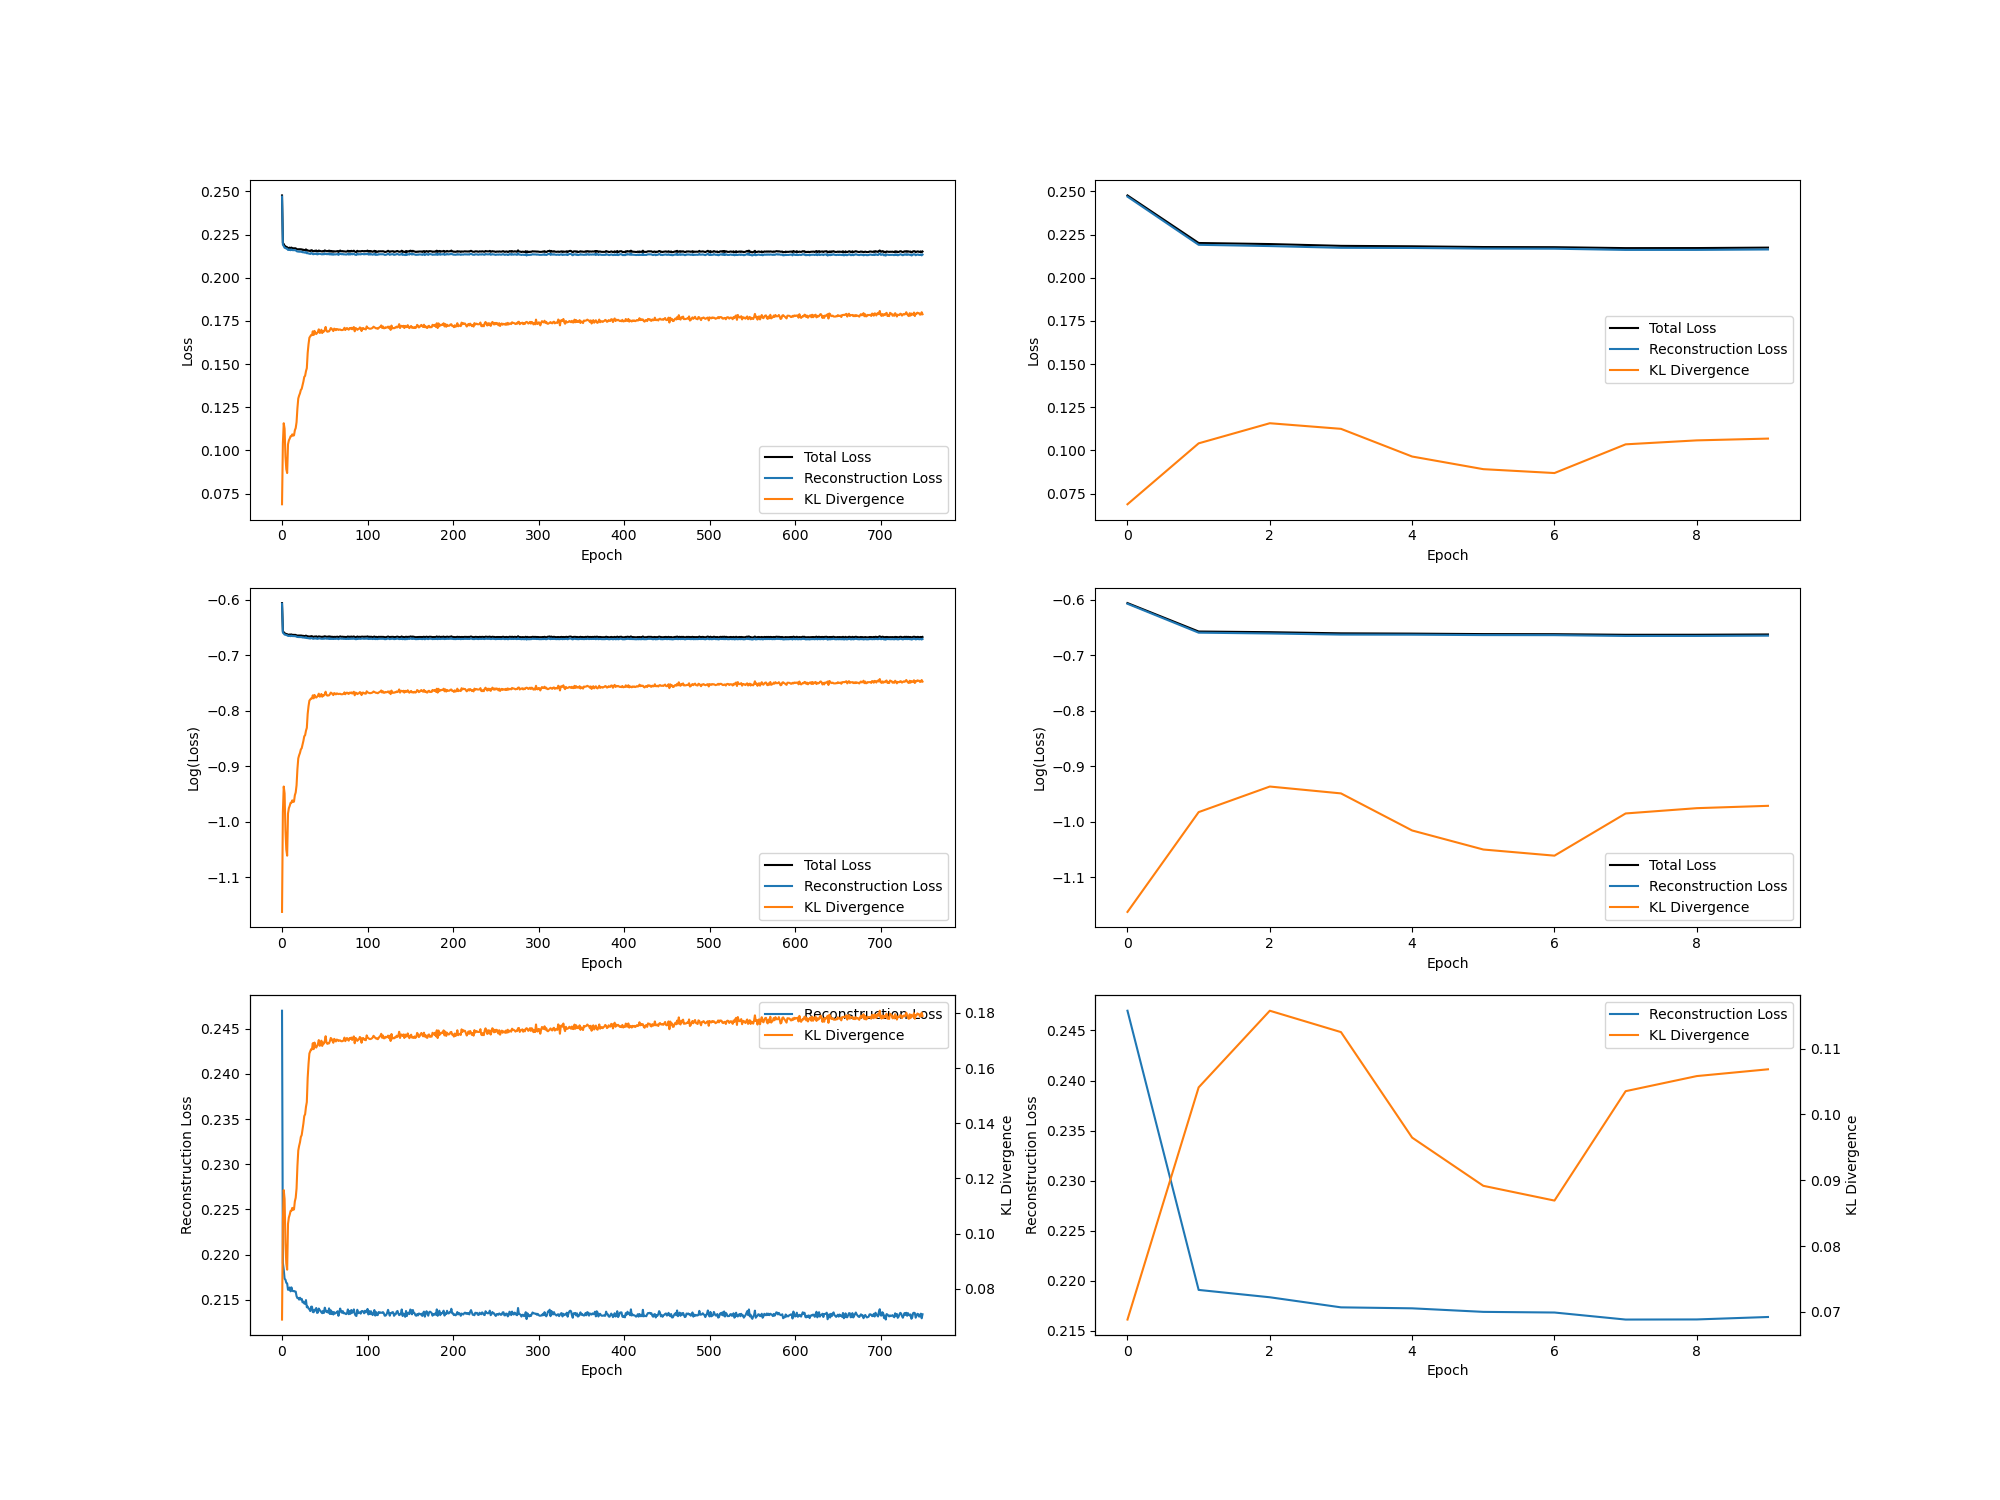 0.250
0.225
0.200
0.175
0.150
0.125
0.100
0.075
Loss
Total Loss
Reconstruction Loss
KL Divergence
0 100 200 300 400 500 600 700
Epoch
0.250
0.225
0.200
0.175
0.150
0.125
0.100
0.075
Loss
Total Loss
Reconstruction Loss
KL Divergence
0 2 4 6 8
Epoch
−0.6
−0.7
−0.8
−0.9
−1.0
−1.1
Log(Loss)
Total Loss
Reconstruction Loss
KL Divergence
0 100 200 300 400 500 600 700
Epoch
−0.6
−0.7
−0.8
−0.9
−1.0
−1.1
Log(Loss)
Total Loss
Reconstruction Loss
KL Divergence
0 2 4 6 8
Epoch
0.245
0.240
0.235
0.230
0.225
0.220
0.215
Reconstruction Loss
Reconstruction Loss
KL Divergence
0.18
0.16
0.14
0.12
0.10
0.08
KL Divergence
0 100 200 300 400 500 600 700
Epoch
0.245
0.240
0.235
0.230
0.225
0.220
0.215
Reconstruction Loss
Reconstruction Loss
KL Divergence
0.11
0.10
0.09
0.08
0.07
KL Divergence
0 2 4 6 8
Epoch